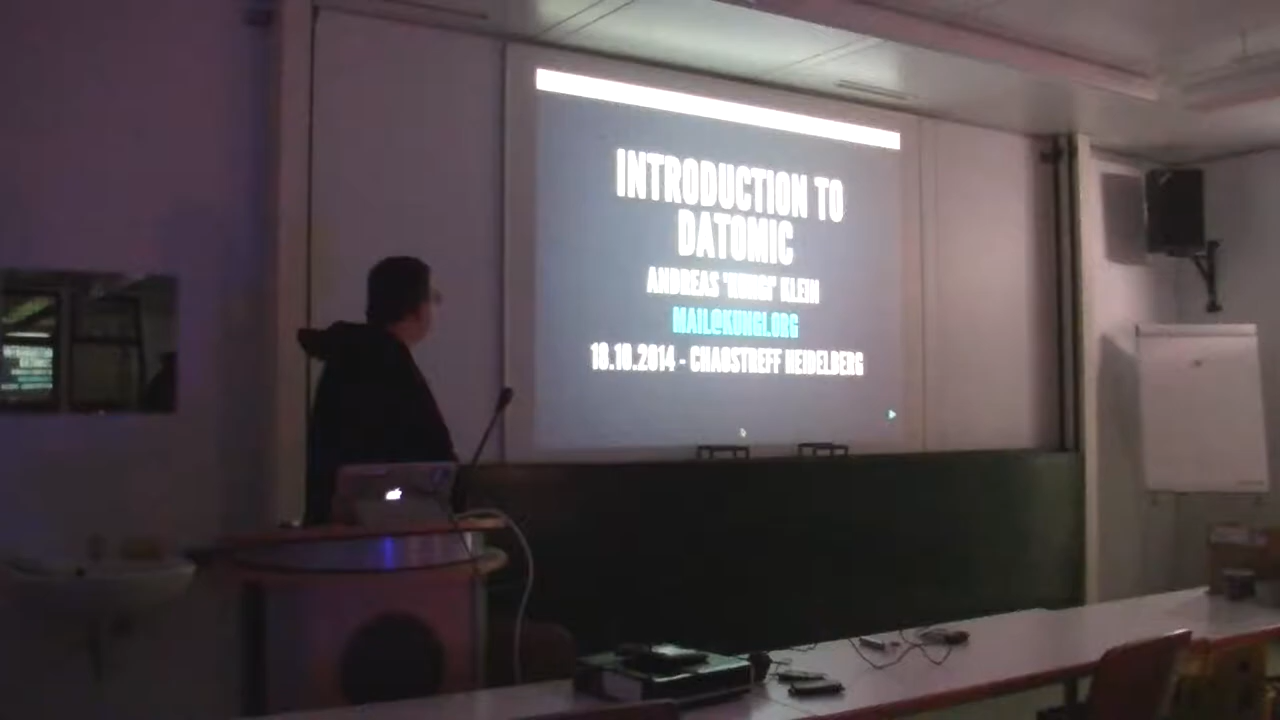 INTRODUCTION TO
DATOMIC
ANDREAS "KUNGI" KLEIN
MAIL@KUNGI.ORG
18.10.2014 - CHAOSTREFF HEIDELBERG